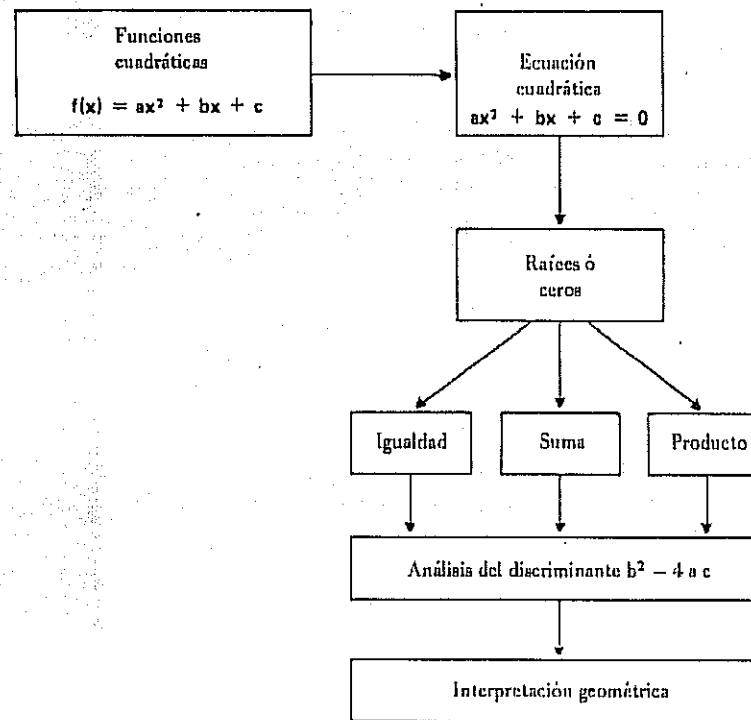 Funciones
cuadráticas
f(x) = ax² + bx + c
Ecuación
cuadrática
ax² + bx + c = 0
Raíces ó
ceros
Igualdad
Suma
Producto
Análisis del discriminante b² – 4 a c
Interpretación geométrica